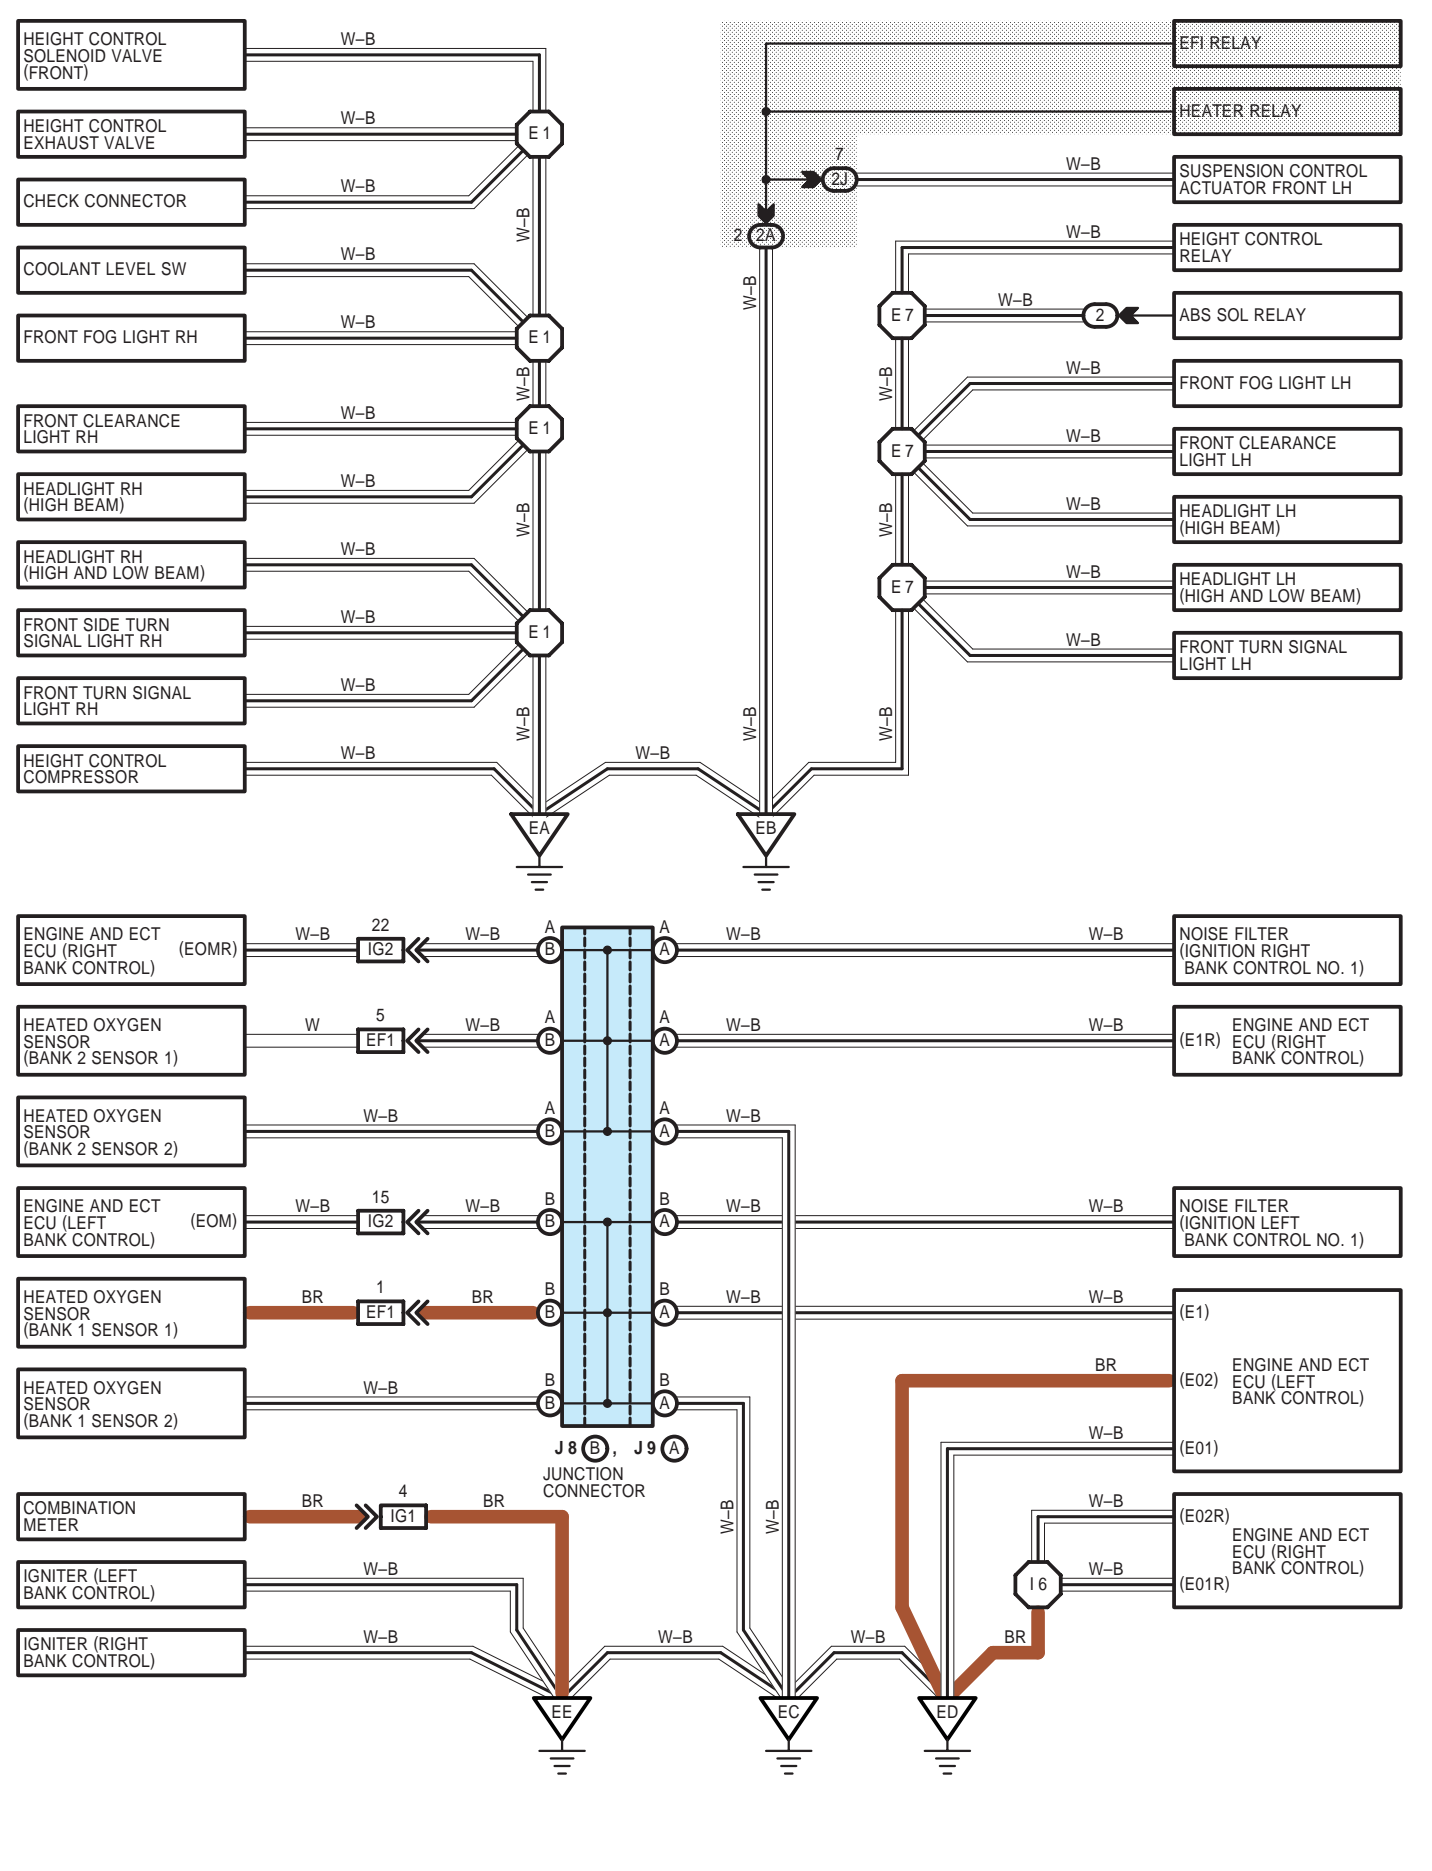 HEIGHT CONTROL
SOLENOID VALVE
(FRONT)
W–B
EFI RELAY
HEIGHT CONTROL
EXHAUST VALVE
W–B
E 1
HEATER RELAY
CHECK CONNECTOR
W–B
W–B
7
2J
W–B
SUSPENSION CONTROL
ACTUATOR FRONT LH
2
2A
W–B
HEIGHT CONTROL
RELAY
COOLANT LEVEL SW
W–B
W–B
FRONT FOG LIGHT RH
W–B
E 1
E 7
W–B
2
ABS SOL RELAY
W–B
W–B
W–B
FRONT FOG LIGHT LH
FRONT CLEARANCE
LIGHT RH
W–B
E 1
E 7
W–B
FRONT CLEARANCE
LIGHT LH
HEADLIGHT RH
(HIGH BEAM)
W–B
W–B
W–B
W–B
HEADLIGHT LH
(HIGH BEAM)
HEADLIGHT RH
(HIGH AND LOW BEAM)
W–B
E 7
W–B
HEADLIGHT LH
(HIGH AND LOW BEAM)
FRONT SIDE TURN
SIGNAL LIGHT RH
W–B
E 1
W–B
FRONT TURN SIGNAL
LIGHT LH
FRONT TURN SIGNAL
LIGHT RH
W–B
W–B
W–B
W–B
HEIGHT CONTROL
COMPRESSOR
W–B
W–B
EA
EB
ENGINE AND ECT
ECU (RIGHT
BANK CONTROL)
(EOMR)
W–B
22
IG2
W–B
A
B
A
A
W–B
W–B
NOISE FILTER
(IGNITION RIGHT
BANK CONTROL NO. 1)
HEATED OXYGEN
SENSOR
(BANK 2 SENSOR 1)
W
5
EF1
W–B
A
B
A
A
W–B
W–B
(E1R)
ENGINE AND ECT
ECU (RIGHT
BANK CONTROL)
HEATED OXYGEN
SENSOR
(BANK 2 SENSOR 2)
W–B
A
B
A
A
W–B
ENGINE AND ECT
ECU (LEFT
BANK CONTROL)
(EOM)
W–B
15
IG2
W–B
B
B
B
A
W–B
W–B
NOISE FILTER
(IGNITION LEFT
BANK CONTROL NO. 1)
HEATED OXYGEN
SENSOR
(BANK 1 SENSOR 1)
BR
1
EF1
BR
B
B
B
A
W–B
W–B
(E1)
BR
(E02)
ENGINE AND ECT
ECU (LEFT
BANK CONTROL)
HEATED OXYGEN
SENSOR
(BANK 1 SENSOR 2)
W–B
B
B
B
A
W–B
(E01)
J 8 B , J 9 A
JUNCTION
CONNECTOR
COMBINATION
METER
BR
4
IG1
BR
W–B
W–B
W–B
(E02R)
ENGINE AND ECT
ECU (RIGHT
BANK CONTROL)
IGNITER (LEFT
BANK CONTROL)
W–B
I 6
W–B
(E01R)
IGNITER (RIGHT
BANK CONTROL)
W–B
W–B
W–B
BR
EE
EC
ED